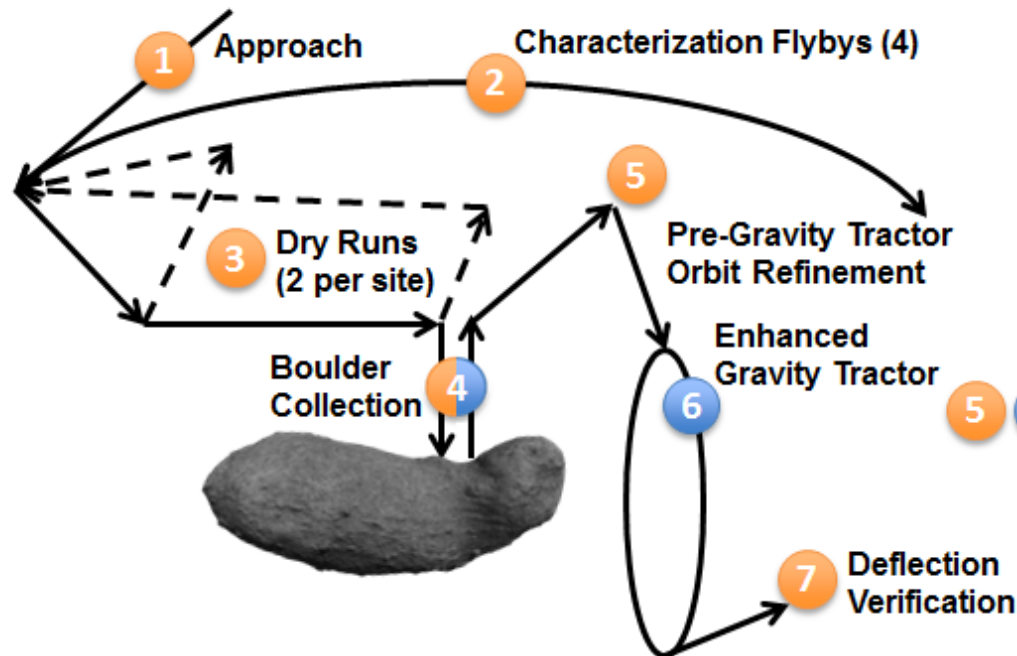 1
Approach
Characterization Flybys (4)
2
3
Dry Runs
(2 per site)
5
Pre-Gravity Tractor
Orbit Refinement
Boulder
Collection
4
Enhanced
Gravity Tractor
6
5
7
Deflection
Verification